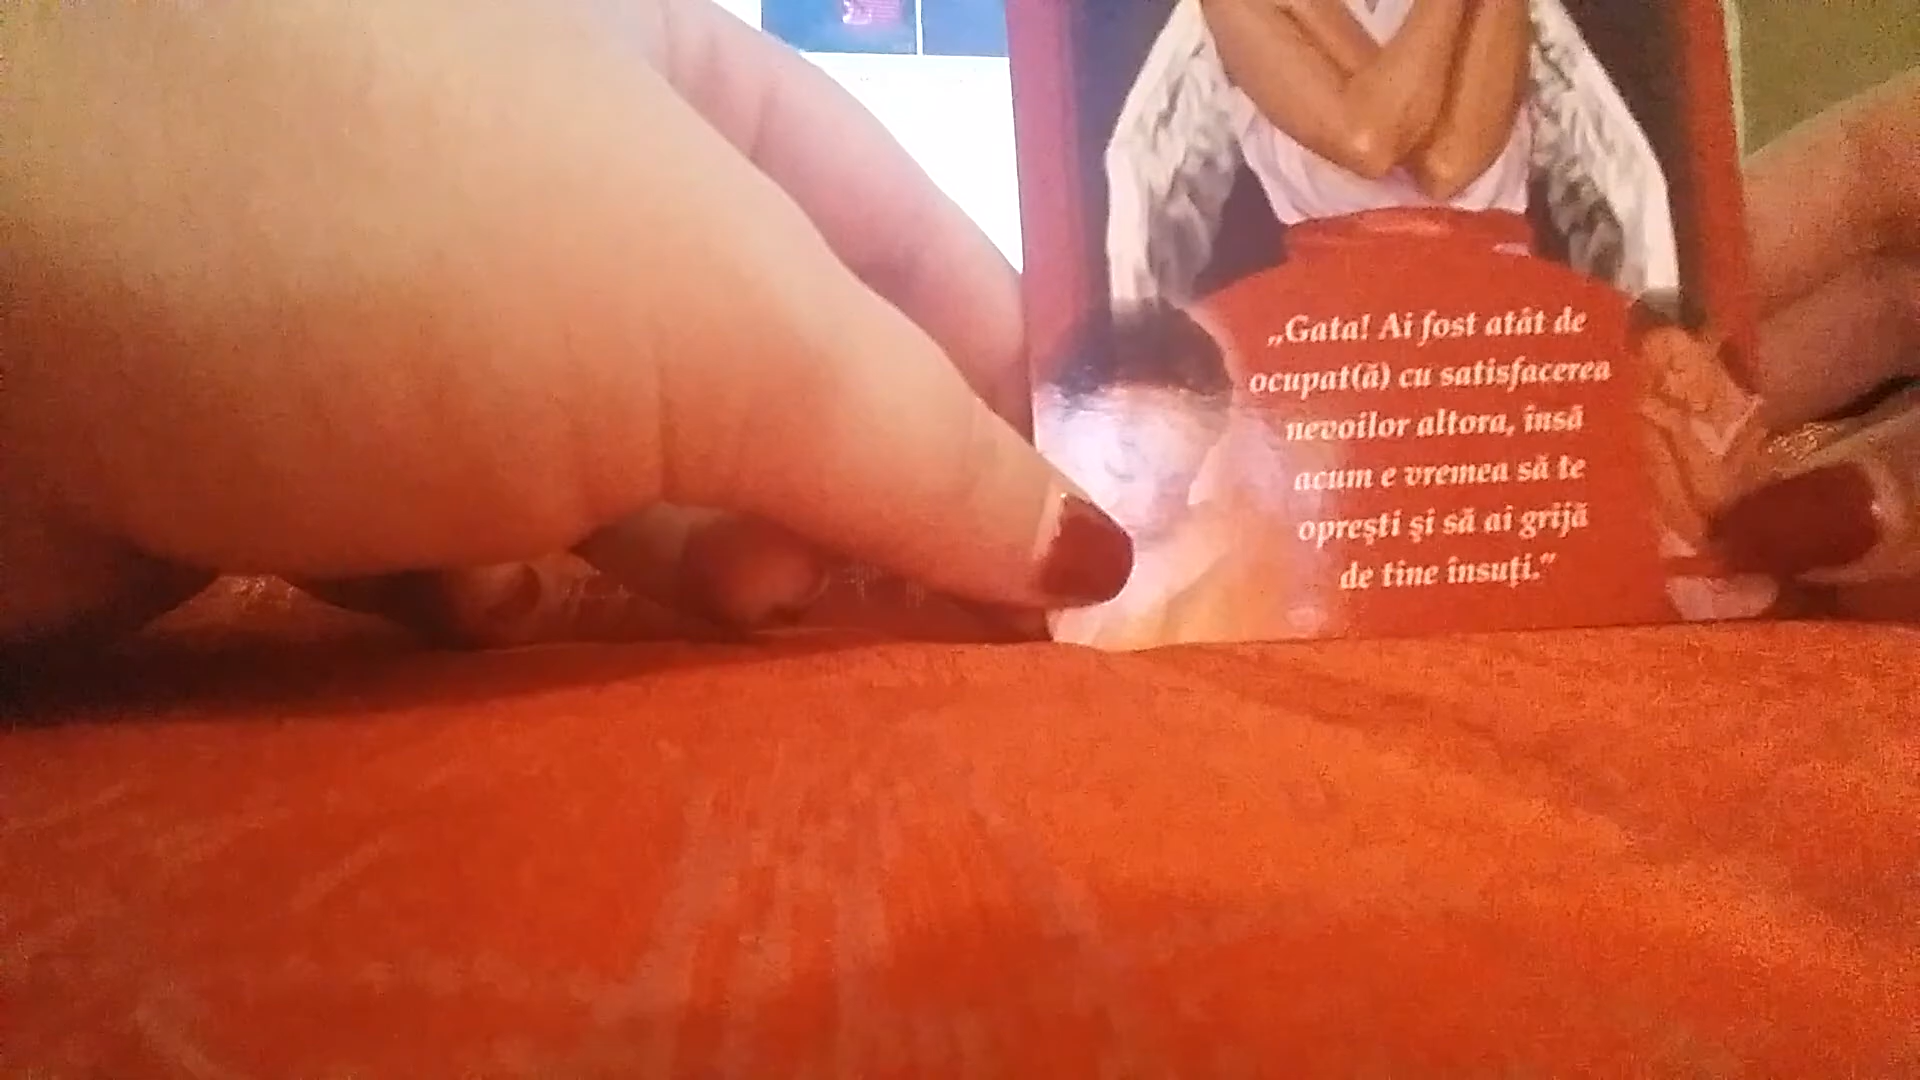 „Gata! Ai fost atât de
ocupat(ă) cu satisfacerea
nevoilor altora, însă
acum e vremea să te
oprești și să ai grijă
de tine însuți.”